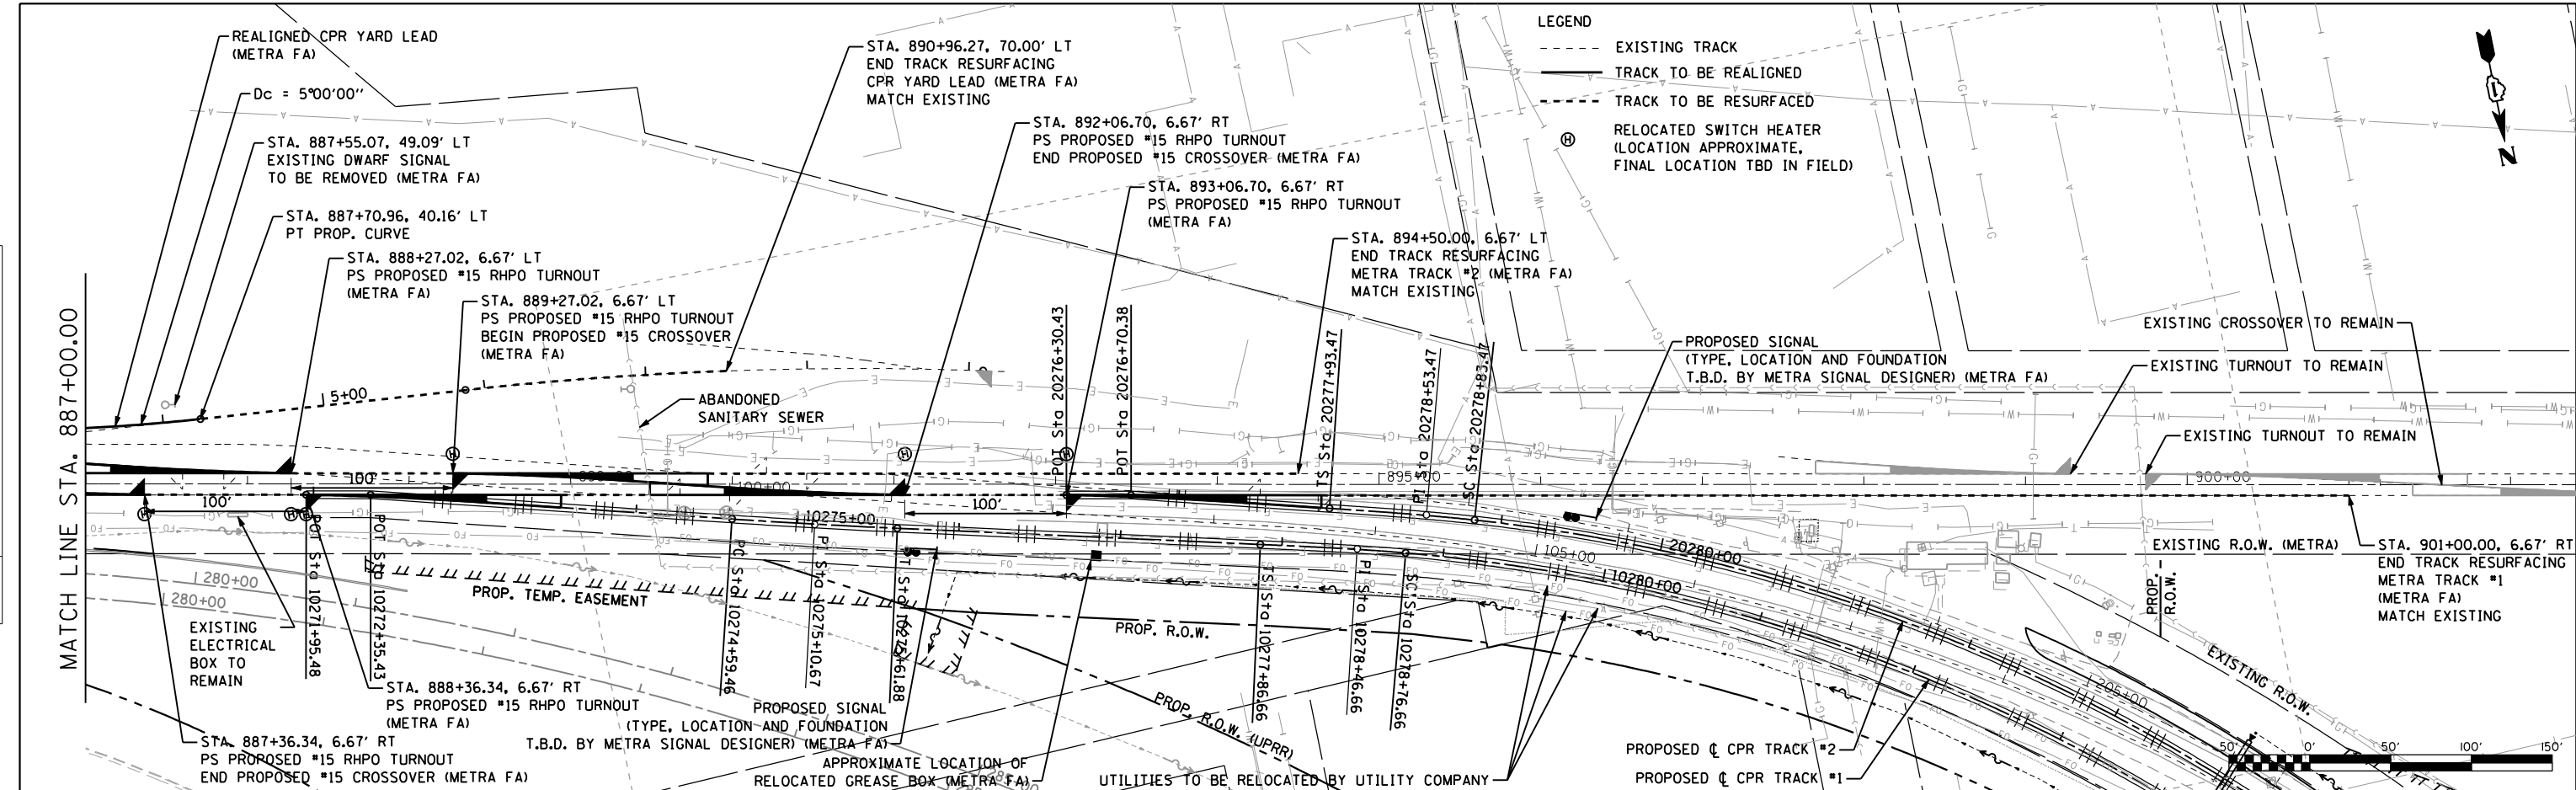 REALIGNED CPR YARD LEAD
(METRA FA)
Dc = 5°00'00"
STA. 887+55.07, 49.09' LT
EXISTING DWARF SIGNAL
TO BE REMOVED (METRA FA)
STA. 887+70.96, 40.16' LT
PT PROP. CURVE
STA. 888+27.02, 6.67' LT
PS PROPOSED #15 RHPO TURNOUT
(METRA FA)
STA. 889+27.02, 6.67' LT
PS PROPOSED #15 RHPO TURNOUT
BEGIN PROPOSED #15 CROSSOVER
(METRA FA)
STA. 890+96.27, 70.00' LT
END TRACK RESURFACING
CPR YARD LEAD (METRA FA)
MATCH EXISTING
STA. 892+06.70, 6.67' RT
PS PROPOSED #15 RHPO TURNOUT
END PROPOSED #15 CROSSOVER (METRA FA)
STA. 893+06.70, 6.67' RT
PS PROPOSED #15 RHPO TURNOUT
(METRA FA)
STA. 894+50.00, 6.67' LT
END TRACK RESURFACING
METRA TRACK #2 (METRA FA)
MATCH EXISTING
LEGEND
EXISTING TRACK
TRACK TO BE REALIGNED
TRACK TO BE RESURFACED
H
RELOCATED SWITCH HEATER
(LOCATION APPROXIMATE,
FINAL LOCATION TBD IN FIELD)
N
PROPOSED SIGNAL
(TYPE, LOCATION AND FOUNDATION
T.B.D. BY METRA SIGNAL DESIGNER) (METRA FA)
EXISTING CROSSOVER TO REMAIN
EXISTING TURNOUT TO REMAIN
EXISTING TURNOUT TO REMAIN
MATCH LINE STA. 887+00.00
5+00
ABANDONED
SANITARY SEWER
POT Sta 20276+30.43
POT Sta 20276+70.38
TS Sta 20277+93.47
PI Sta 20278+53.47
SC Sta 20278+83.47
100'
100'
100'
895+00
900+00
10275+00
105+00
20280+00
10280+00
205+00
280+00
280+00
POT Sta 10271+95.48
POT Sta 10272+35.43
PC Sta 10274+59.46
PI Sta 10275+10.67
PT Sta 10275+61.88
TS Sta 10277+86.66
PI Sta 10278+46.66
SC Sta 10278+76.66
EXISTING
ELECTRICAL
BOX TO
REMAIN
PROP. TEMP. EASEMENT
PROP. R.O.W.
PROP. R.O.W. (UPRR)
EXISTING R.O.W. (METRA)
PROP.
R.O.W.
EXISTING R.O.W.
STA. 901+00.00, 6.67' RT
END TRACK RESURFACING
METRA TRACK #1
(METRA FA)
MATCH EXISTING
STA. 888+36.34, 6.67' RT
PS PROPOSED #15 RHPO TURNOUT
(METRA FA)
STA. 887+36.34, 6.67' RT
PS PROPOSED #15 RHPO TURNOUT
END PROPOSED #15 CROSSOVER (METRA FA)
PROPOSED SIGNAL
(TYPE, LOCATION AND FOUNDATION
T.B.D. BY METRA SIGNAL DESIGNER) (METRA FA)
APPROXIMATE LOCATION OF
RELOCATED GREASE BOX (METRA FA)
UTILITIES TO BE RELOCATED BY UTILITY COMPANY
PROPOSED ℄ CPR TRACK #2
PROPOSED ℄ CPR TRACK #1
50' 0' 50' 100' 150'